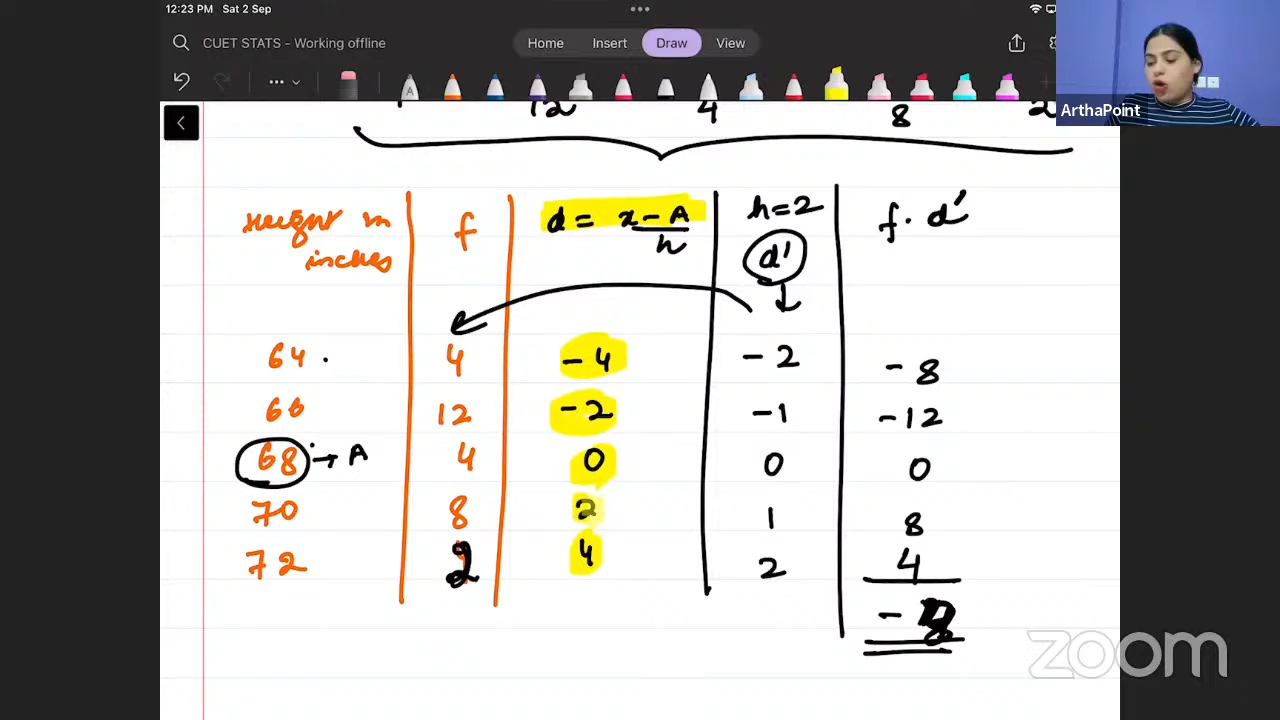 12:23 PM Sat 2 Sep
CUET STATS - Working offline
Home Insert Draw View
ArthaPoint
12 4 8 2
Height in inches f d = x - A / h h = 2 d' f · d'
64 4 -4 -2 -8
66 12 -2 -1 -12
68 → A 4 0 0 0
70 8 2 1 8
72 2 4 2 4
-8
zoom